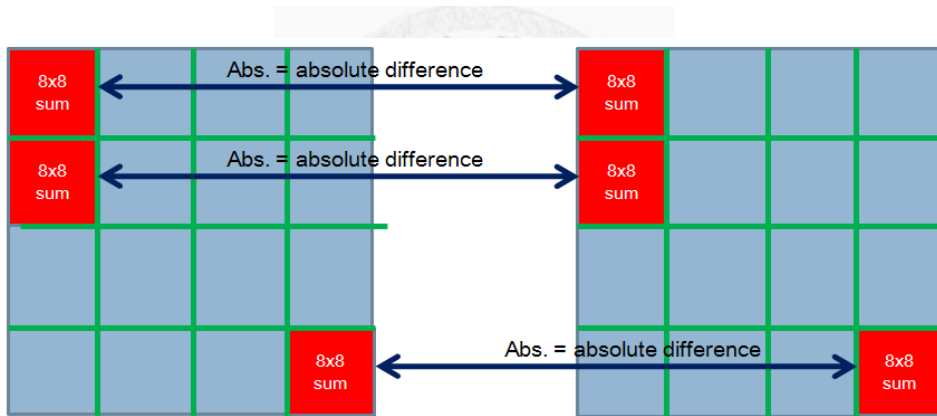 8x8
sum
Abs. = absolute difference
8x8
sum
8x8
sum
Abs. = absolute difference
8x8
sum
8x8
sum
Abs. = absolute difference
8x8
sum